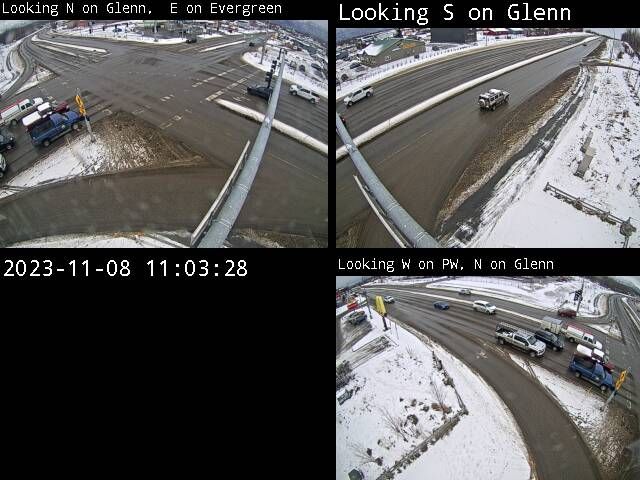 Looking N on Glenn,  E on Evergreen
Looking S on Glenn
2023-11-08 11:03:28
Looking W on PW, N on Glenn